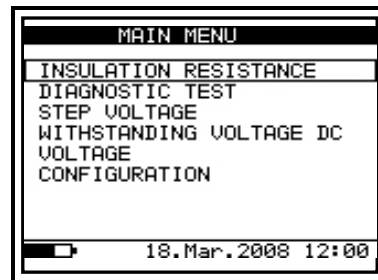 MAIN MENU
INSULATION RESISTANCE
DIAGNOSTIC TEST
STEP VOLTAGE
WITHSTANDING VOLTAGE DC
VOLTAGE
CONFIGURATION
18.Mar.2008 12:00